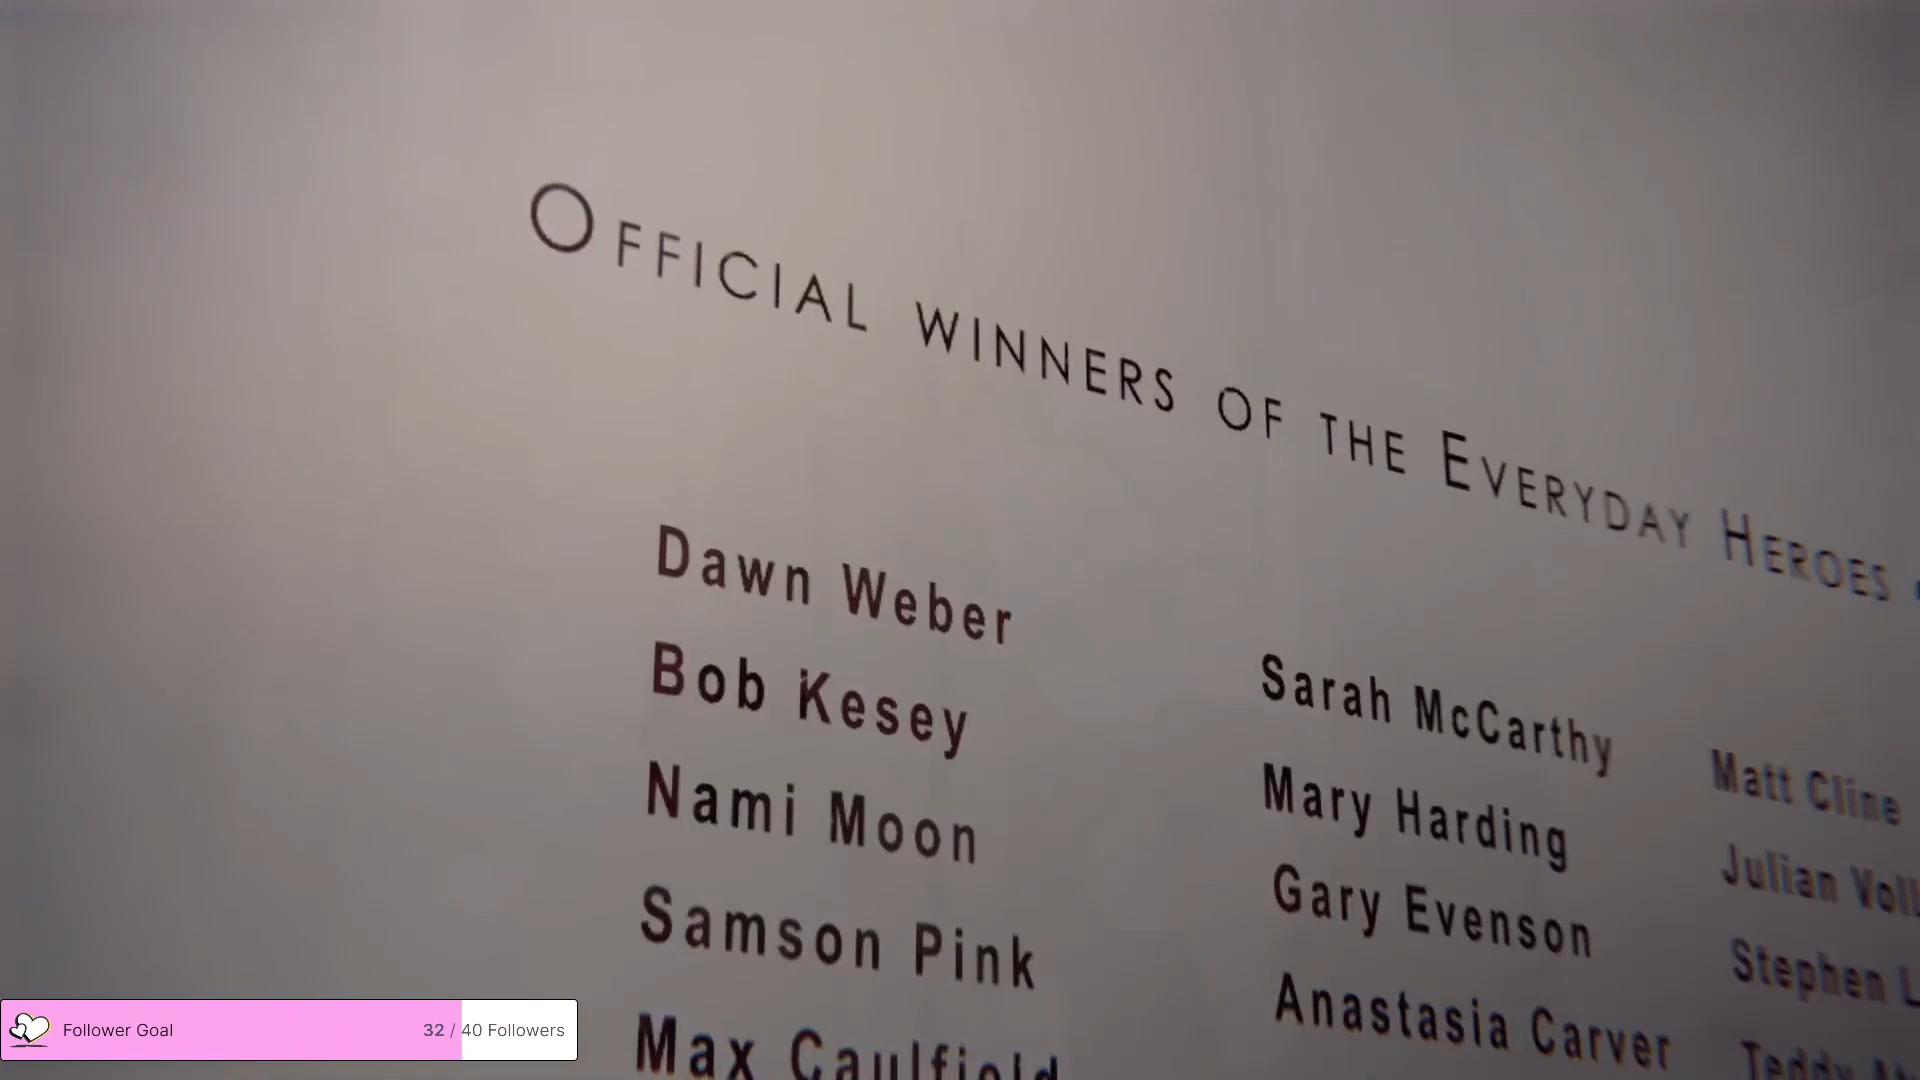 Official winners of the Everyday Heroes
Dawn Weber
Bob Kesey
Nami Moon
Samson Pink
Max Caulfield
Sarah McCarthy
Mary Harding
Gary Evenson
Anastasia Carver
Matt Cline
Julian
Stephen
Teddy
Follower Goal 32 / 40 Followers